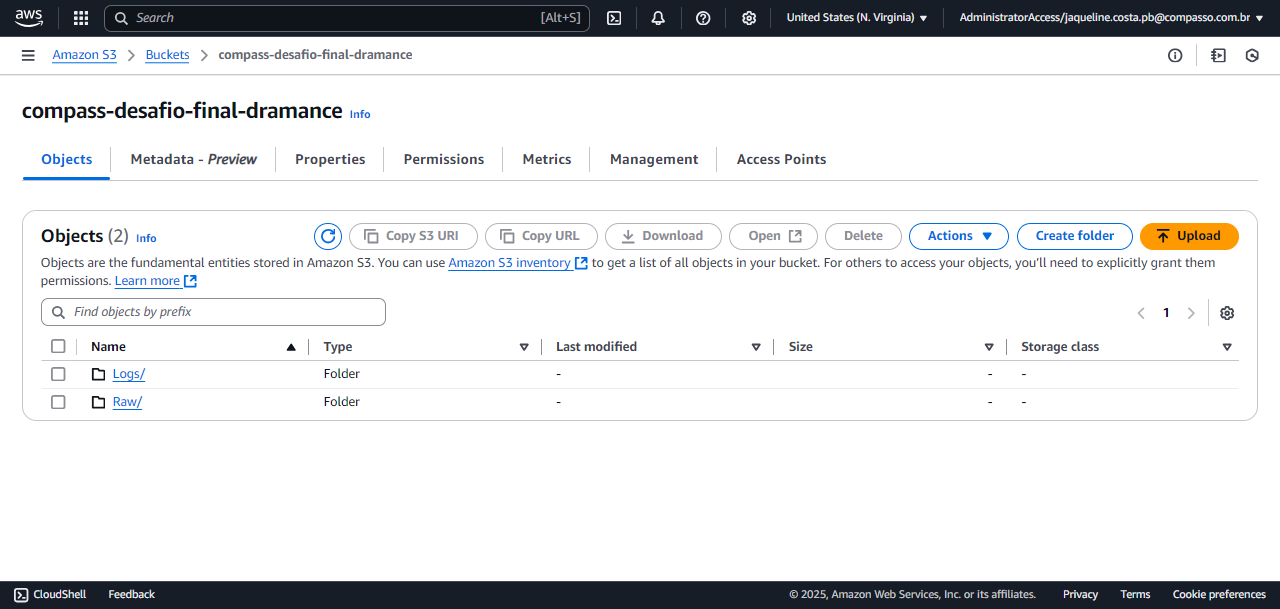 aws Search [Alt+S] United States (N. Virginia) AdministratorAccess/jaqueline.costa.pb@compasso.com.br
Amazon S3 Buckets compass-desafio-final-dramance
compass-desafio-final-dramance Info
Objects Metadata - Preview Properties Permissions Metrics Management Access Points
Objects (2) Info Copy S3 URI Copy URL Download Open Delete Actions Create folder Upload
Objects are the fundamental entities stored in Amazon S3. You can use Amazon S3 inventory to get a list of all objects in your bucket. For others to access your objects, you'll need to explicitly grant them
permissions. Learn more
Find objects by prefix 1
Name Type Last modified Size Storage class
Logs/ Folder - - -
Raw/ Folder - - -
CloudShell Feedback © 2025, Amazon Web Services, Inc. or its affiliates. Privacy Terms Cookie preferences